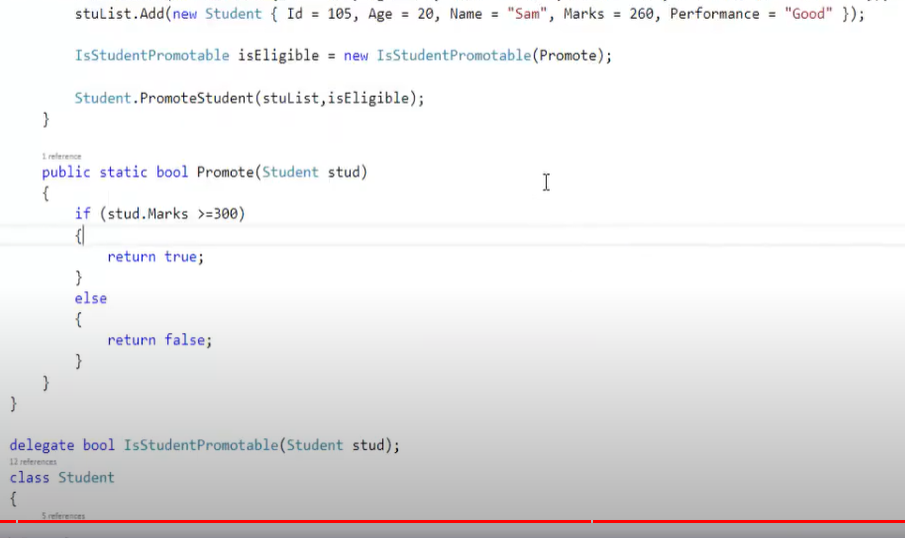 stuList.Add(new Student { Id = 105, Age = 20, Name = "Sam", Marks = 260, Performance = "Good" });
IsStudentPromotable isEligible = new IsStudentPromotable(Promote);
Student.PromoteStudent(stuList,isEligible);
}
1 reference
public static bool Promote(Student stud)
{
if (stud.Marks >=300)
{
return true;
}
else
{
return false;
}
}
}
delegate bool IsStudentPromotable(Student stud);
12 references
class Student
{
5 references